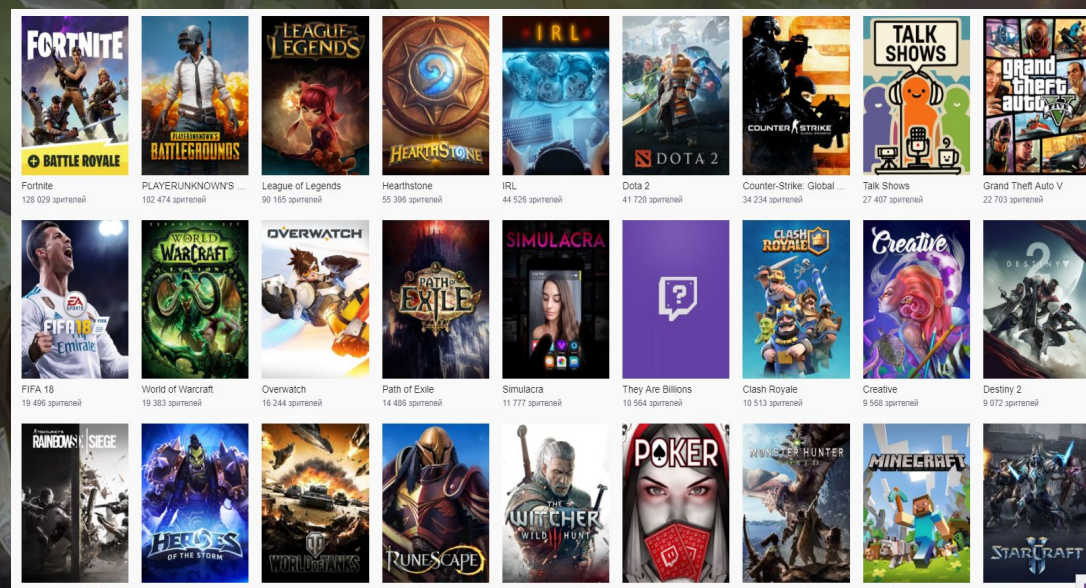 FORTNITE
BATTLE ROYALE
PLAYERUNKNOWN'S
BATTLEGROUNDS
LEAGUE OF
LEGENDS
HEARTHSTONE
IRL
DOTA 2
COUNTER STRIKE
TALK
SHOWS
grand
theft
auto
FIVE
Fortnite
PLAYERUNKNOWN'S ...
League of Legends
Hearthstone
IRL
Dota 2
Counter-Strike: Global ...
Talk Shows
Grand Theft Auto V
128 029 зрителей
102 474 зрителей
90 165 зрителей
55 396 зрителей
44 526 зрителей
41 720 зрителей
34 234 зрителей
27 407 зрителей
22 703 зрителей
EA
SPORTS
FIFA 18
Emirates
WORLD
WARCRAFT
LEGION
OVERWATCH
PATH OF
EXILE
SIMULACRA
?
CLASH
ROYALE
Creative
2
DESTINY
FIFA 18
World of Warcraft
Overwatch
Path of Exile
Simulacra
They Are Billions
Clash Royale
Creative
Destiny 2
19 496 зрителей
19 383 зрителей
16 244 зрителей
14 486 зрителей
11 777 зрителей
10 564 зрителей
10 513 зрителей
9 568 зрителей
9 072 зрителей
RAINBOW SIX SIEGE
HEROES
OF THE STORM
WORLD OF TANKS
RUNESCAPE
THE
WITCHER
WILD HUNT
POKER
MONSTER HUNTER
WORLD
MINECRAFT
STARCRAFT
II